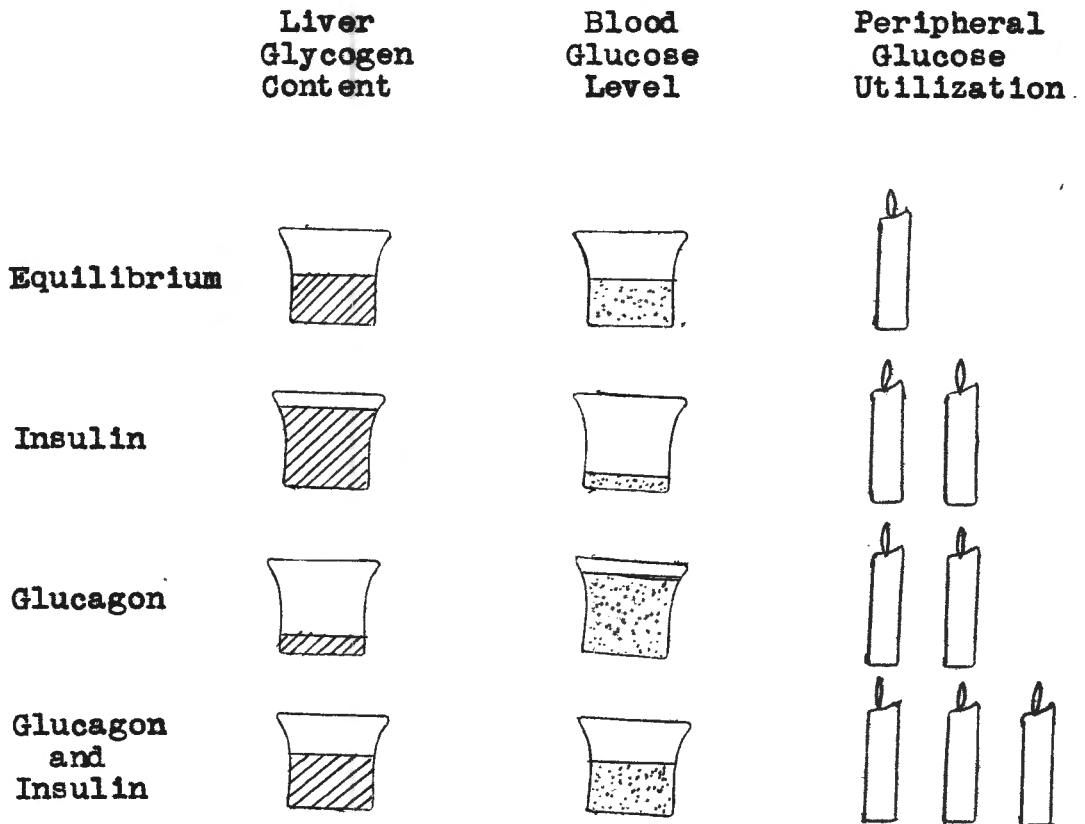 Liver
Glycogen
Content
Blood
Glucose
Level
Peripheral
Glucose
Utilization
Equilibrium
Insulin
Glucagon
Glucagon
and
Insulin